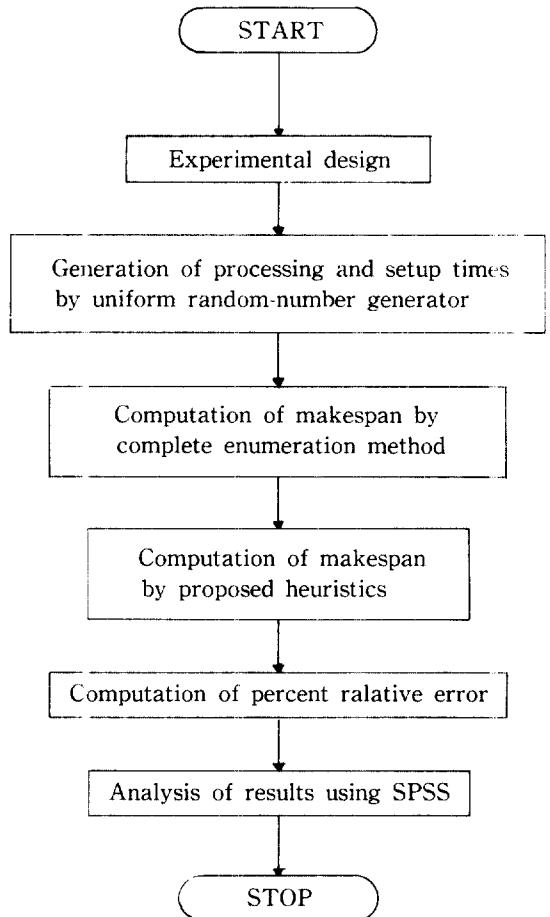 START
Experimental design
Generation of processing and setup times
by uniform random-number generator
Computation of makespan by
complete enumeration method
Computation of makespan
by proposed heuristics
Computation of percent ralative error
Analysis of results using SPSS
STOP